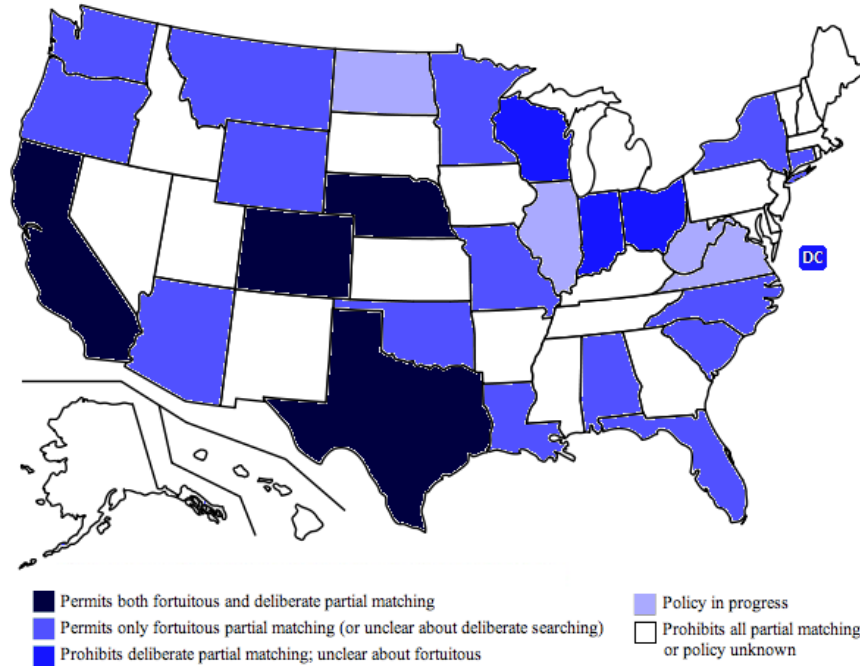 DC
Permits both fortuitous and deliberate partial matching
Permits only fortuitous partial matching (or unclear about deliberate searching)
Prohibits deliberate partial matching; unclear about fortuitous
Policy in progress
Prohibits all partial matching
or policy unknown